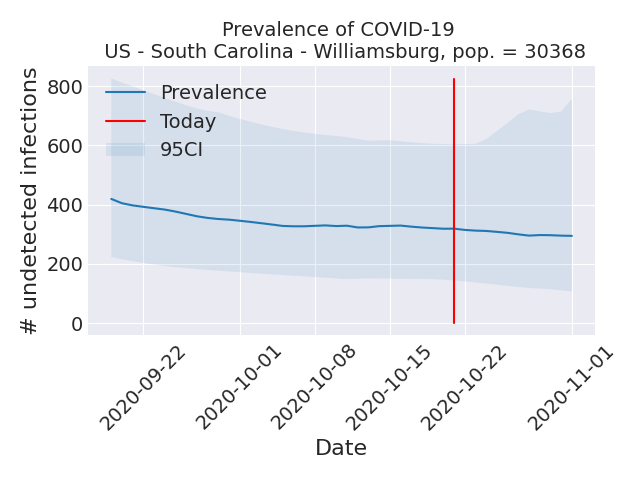 Prevalence of COVID-19
US - South Carolina - Williamsburg, pop. = 30368
# undetected infections
800
600
400
200
0
Prevalence
Today
95CI
2020-09-22
2020-10-01
2020-10-08
2020-10-15
2020-10-22
2020-11-01
Date